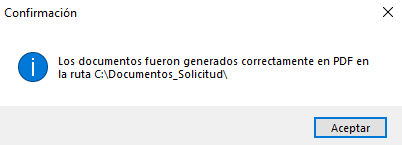 Confirmación
Los documentos fueron generados correctamente en PDF en
la ruta C:\Documentos_Solicitud\
Aceptar